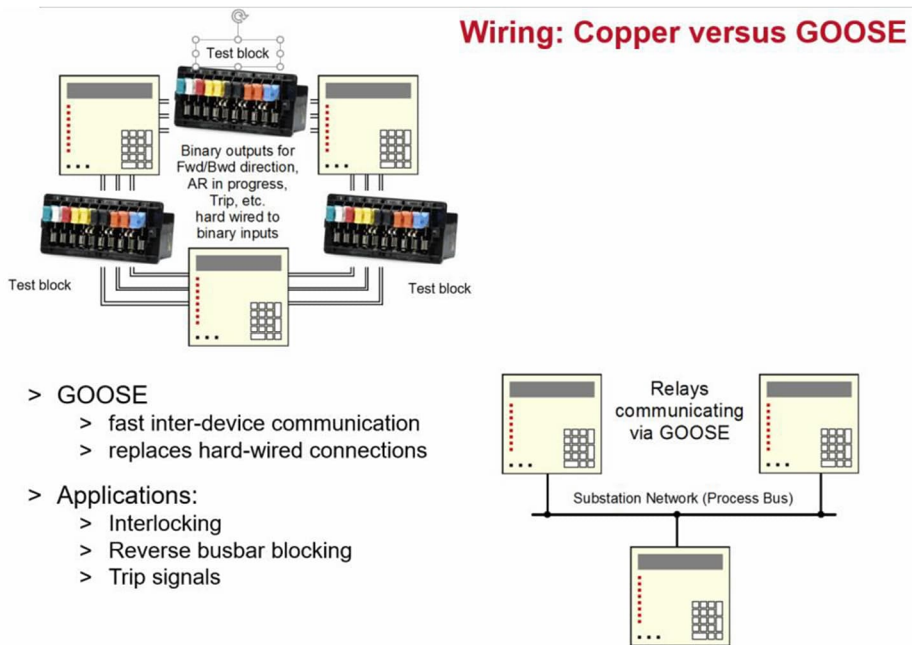 Wiring: Copper versus GOOSE
Test block
Binary outputs for
Fwd/Bwd direction,
AR in progress,
Trip, etc.
hard wired to
binary inputs
Test block
Test block
> GOOSE
> fast inter-device communication
> replaces hard-wired connections
> Applications:
> Interlocking
> Reverse busbar blocking
> Trip signals
Relays
communicating
via GOOSE
Substation Network (Process Bus)